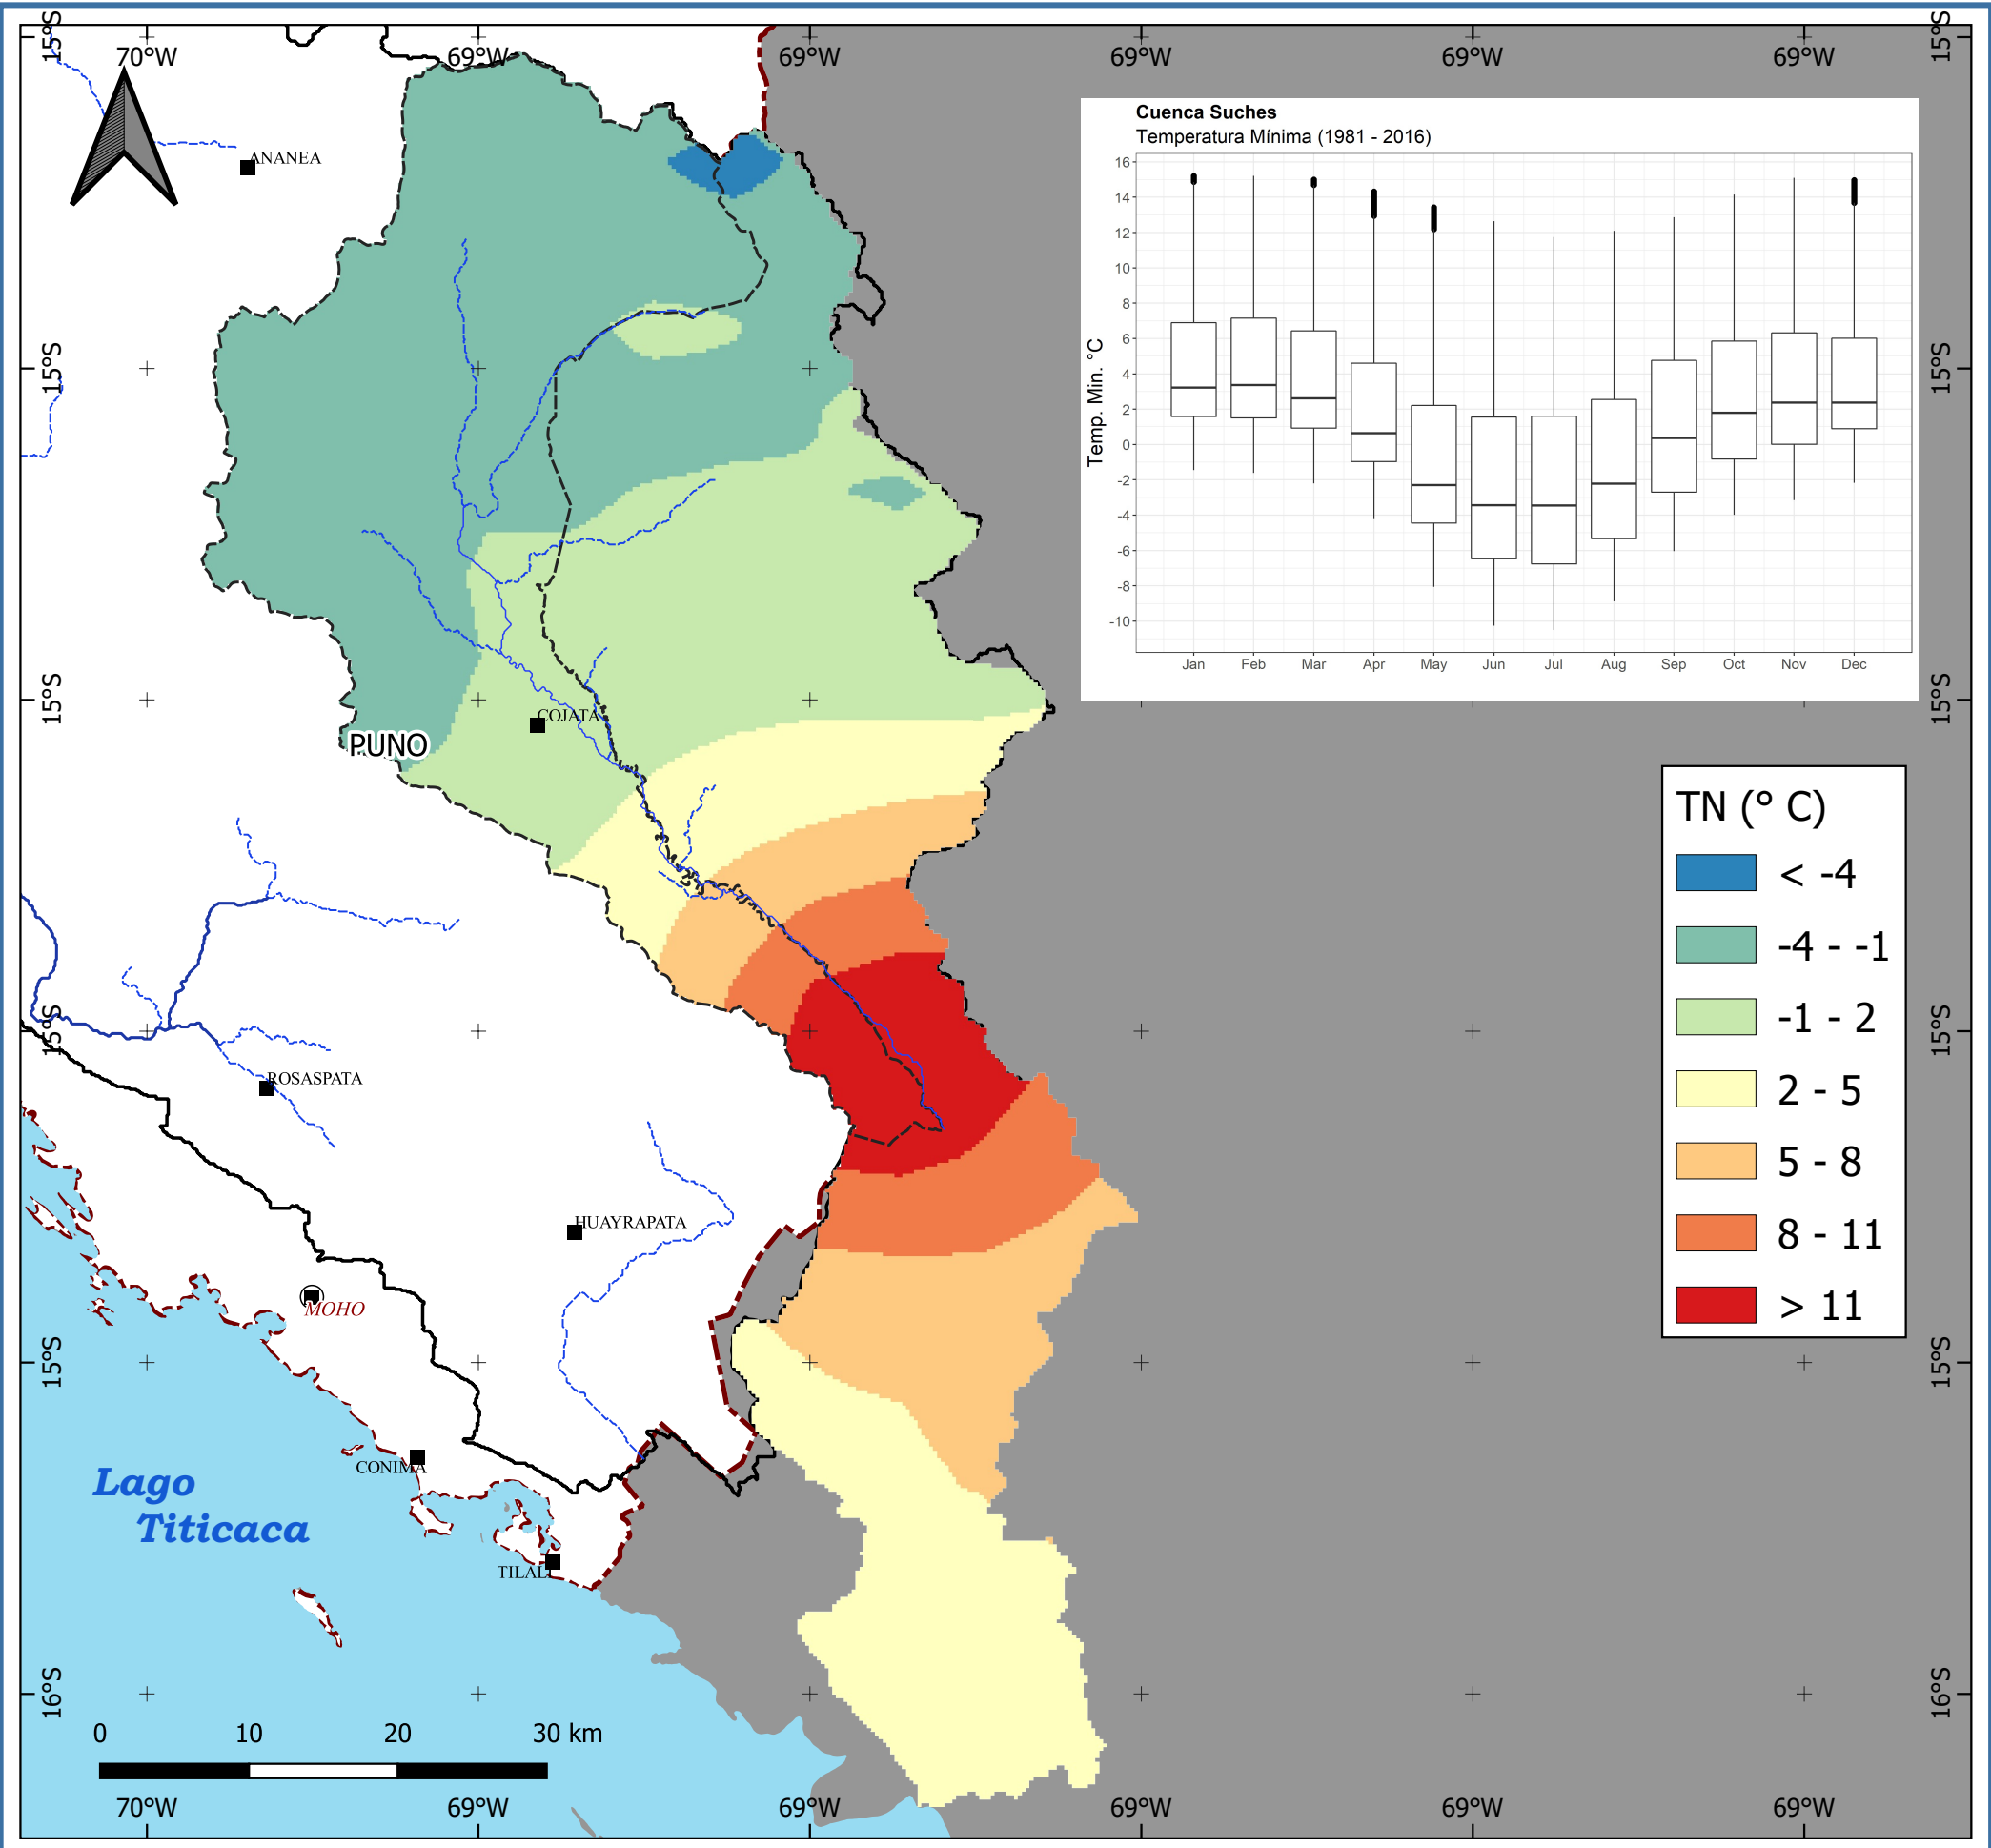 70°W
69°W
69°W
69°W
69°W
69°W
15°S
15°S
15°S
15°S
15°S
16°S
15°S
15°S
15°S
15°S
15°S
16°S
ANANEA
Cuenca Suches
Temperatura Mínima (1981 - 2016)
Temp. Min. °C
16
14
12
10
8
6
4
2
0
-2
-4
-6
-8
-10
Jan Feb Mar Apr May Jun Jul Aug Sep Oct Nov Dec
COJATA
PUNO
TN (° C)
< -4
-4 - -1
-1 - 2
2 - 5
5 - 8
8 - 11
> 11
ROSASPATA
HUAYRAPATA
MOHO
CONIMA
Lago
Titicaca
TILALI
0 10 20 30 km
70°W
69°W
69°W
69°W
69°W
69°W